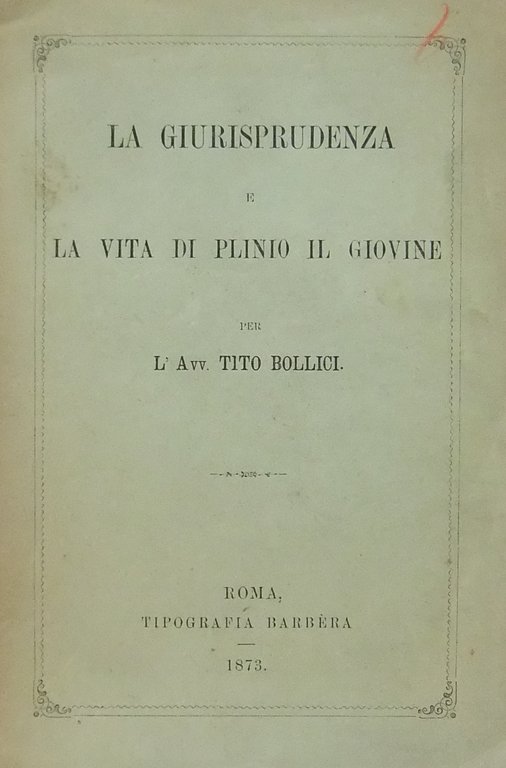 LA GIURISPRUDENZA
E
LA VITA DI PLINIO IL GIOVINE
PER
L' AVV. TITO BOLLICI.
ROMA,
TIPOGRAFIA BARBÈRA
1873.